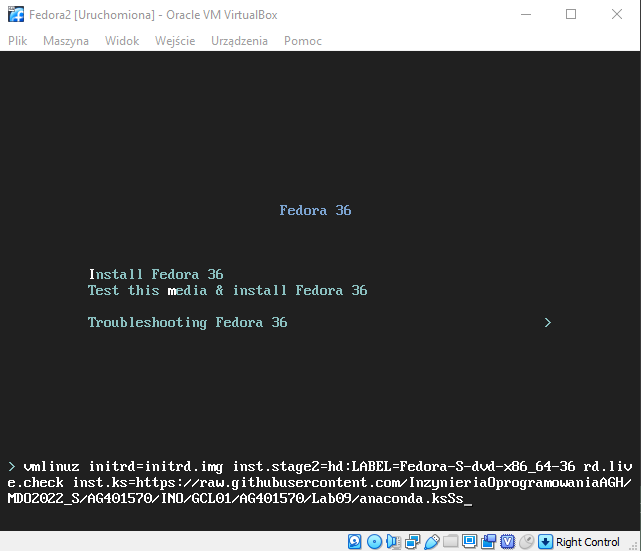 Fedora2 [Uruchomiona] - Oracle VM VirtualBox
Plik Maszyna Widok Wejście Urządzenia Pomoc
Fedora 36
Install Fedora 36
Test this media & install Fedora 36
Troubleshooting Fedora 36 >
> vmlinuz initrd=initrd.img inst.stage2=hd:LABEL=Fedora-S-dvd-x86_64-36 rd.liv
e.check inst.ks=https://raw.githubusercontent.com/InzynieriaOprogramowaniaAGH/
MDO2022_S/AG401570/INO/GCL01/AG401570/Lab09/anaconda.ksSs_
Right Control